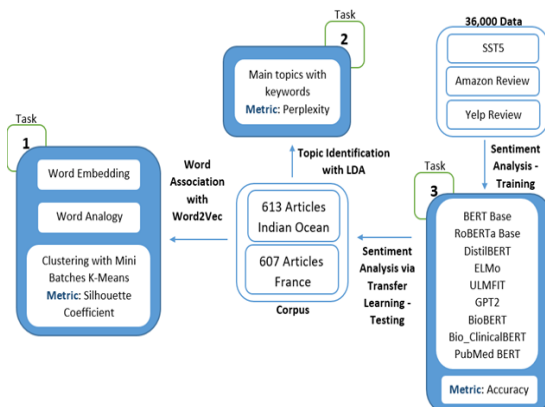 Task
1
Word Embedding
Word Analogy
Clustering with Mini
Batches K-Means
Metric: Silhouette
Coefficient
Word
Association
with
Word2Vec
Task
2
Main topics with
keywords
Metric: Perplexity
Topic Identification
with LDA
613 Articles
Indian Ocean
607 Articles
France
Corpus
36,000 Data
SST5
Amazon Review
Yelp Review
Sentiment
Analysis -
Training
Task
3
BERT Base
RoBERTa Base
DistilBERT
ELMo
ULMFIT
GPT2
BioBERT
Bio_ClinicalBERT
PubMed BERT
Metric: Accuracy
Sentiment
Analysis via
Transfer
Learning -
Testing